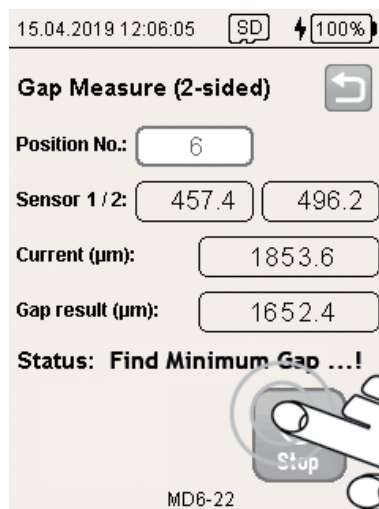 15.04.2019 12:06:05 SD 100%
Gap Measure (2-sided)
Position No.: 6
Sensor 1 / 2: 457.4 496.2
Current (µm): 1853.6
Gap result (µm): 1652.4
Status: Find Minimum Gap ...!
Stop
MD6-22